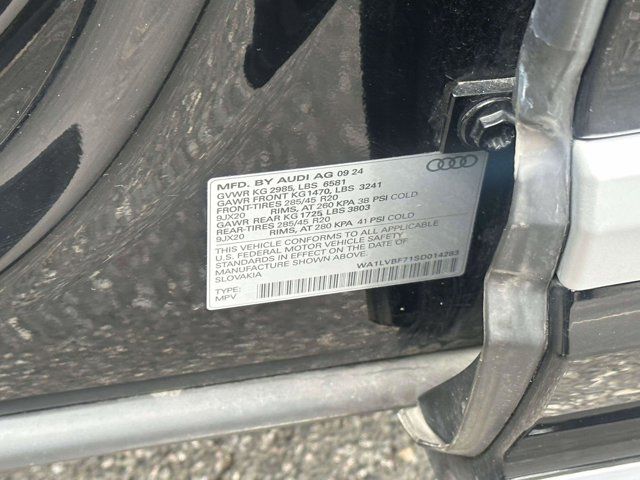 MFD. BY AUDI AG 09 24
GVWR KG 2985, LBS 6581
GAWR FRONT KG 1470, LBS 3241
FRONT-TIRES 285/45 R20
9JX20 RIMS, AT 260 KPA 38 PSI COLD
GAWR REAR KG 1725, LBS 3803
REAR-TIRES 285/45 R20
9JX20 RIMS, AT 280 KPA 41 PSI COLD
THIS VEHICLE CONFORMS TO ALL APPLICABLE
U.S. FEDERAL MOTOR VEHICLE SAFETY
STANDARDS IN EFFECT ON THE DATE OF
MANUFACTURE SHOWN ABOVE.
SLOVAKIA WA1LVBF71SD014283
TYPE:
MPV